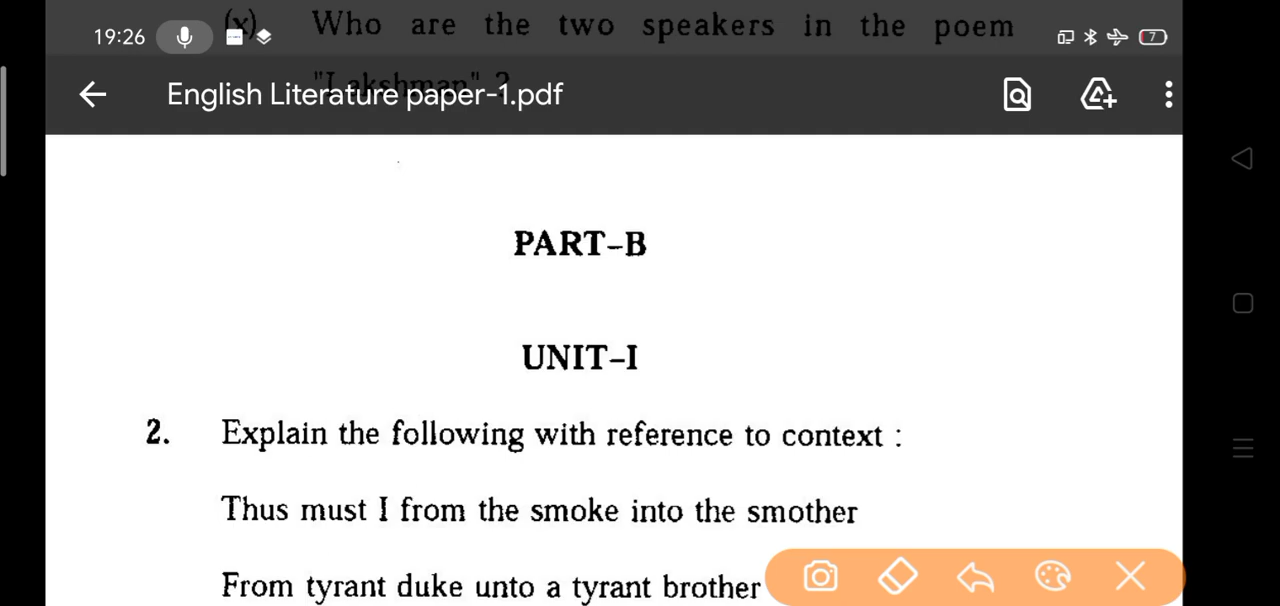 (x) Who are the two speakers in the poem
19:26
7
"Lakshman" ?
English Literature paper-1.pdf
PART-B
UNIT-I
2. Explain the following with reference to context :
Thus must I from the smoke into the smother
From tyrant duke unto a tyrant brother